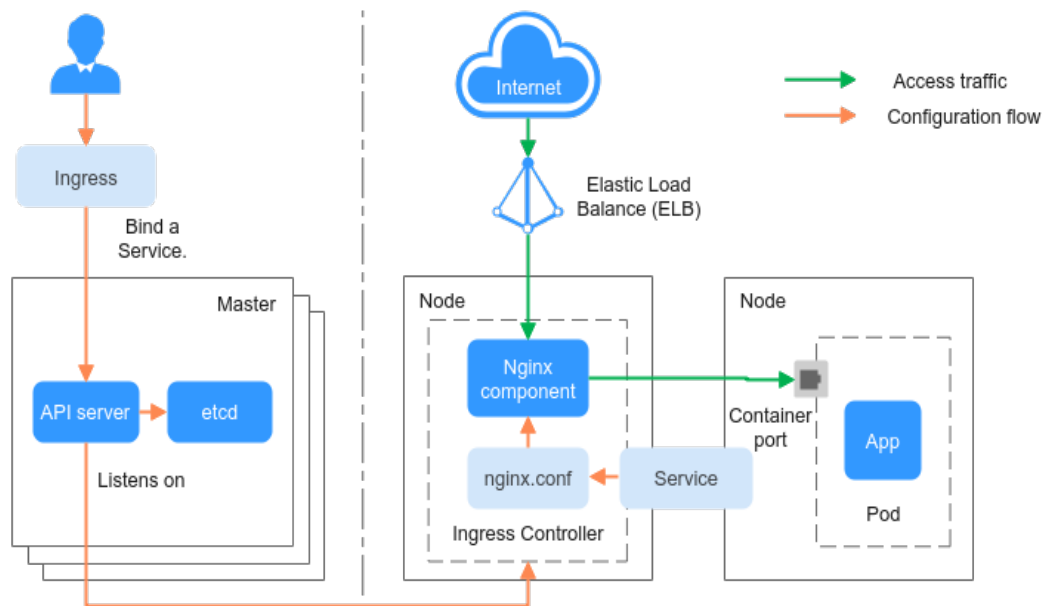 Internet
Access traffic
Configuration flow
Ingress
Elastic Load
Balance (ELB)
Bind a
Service.
Master
Node
Node
Nginx
component
API server
etcd
Container
port
App
Listens on
nginx.conf
Service
Pod
Ingress Controller